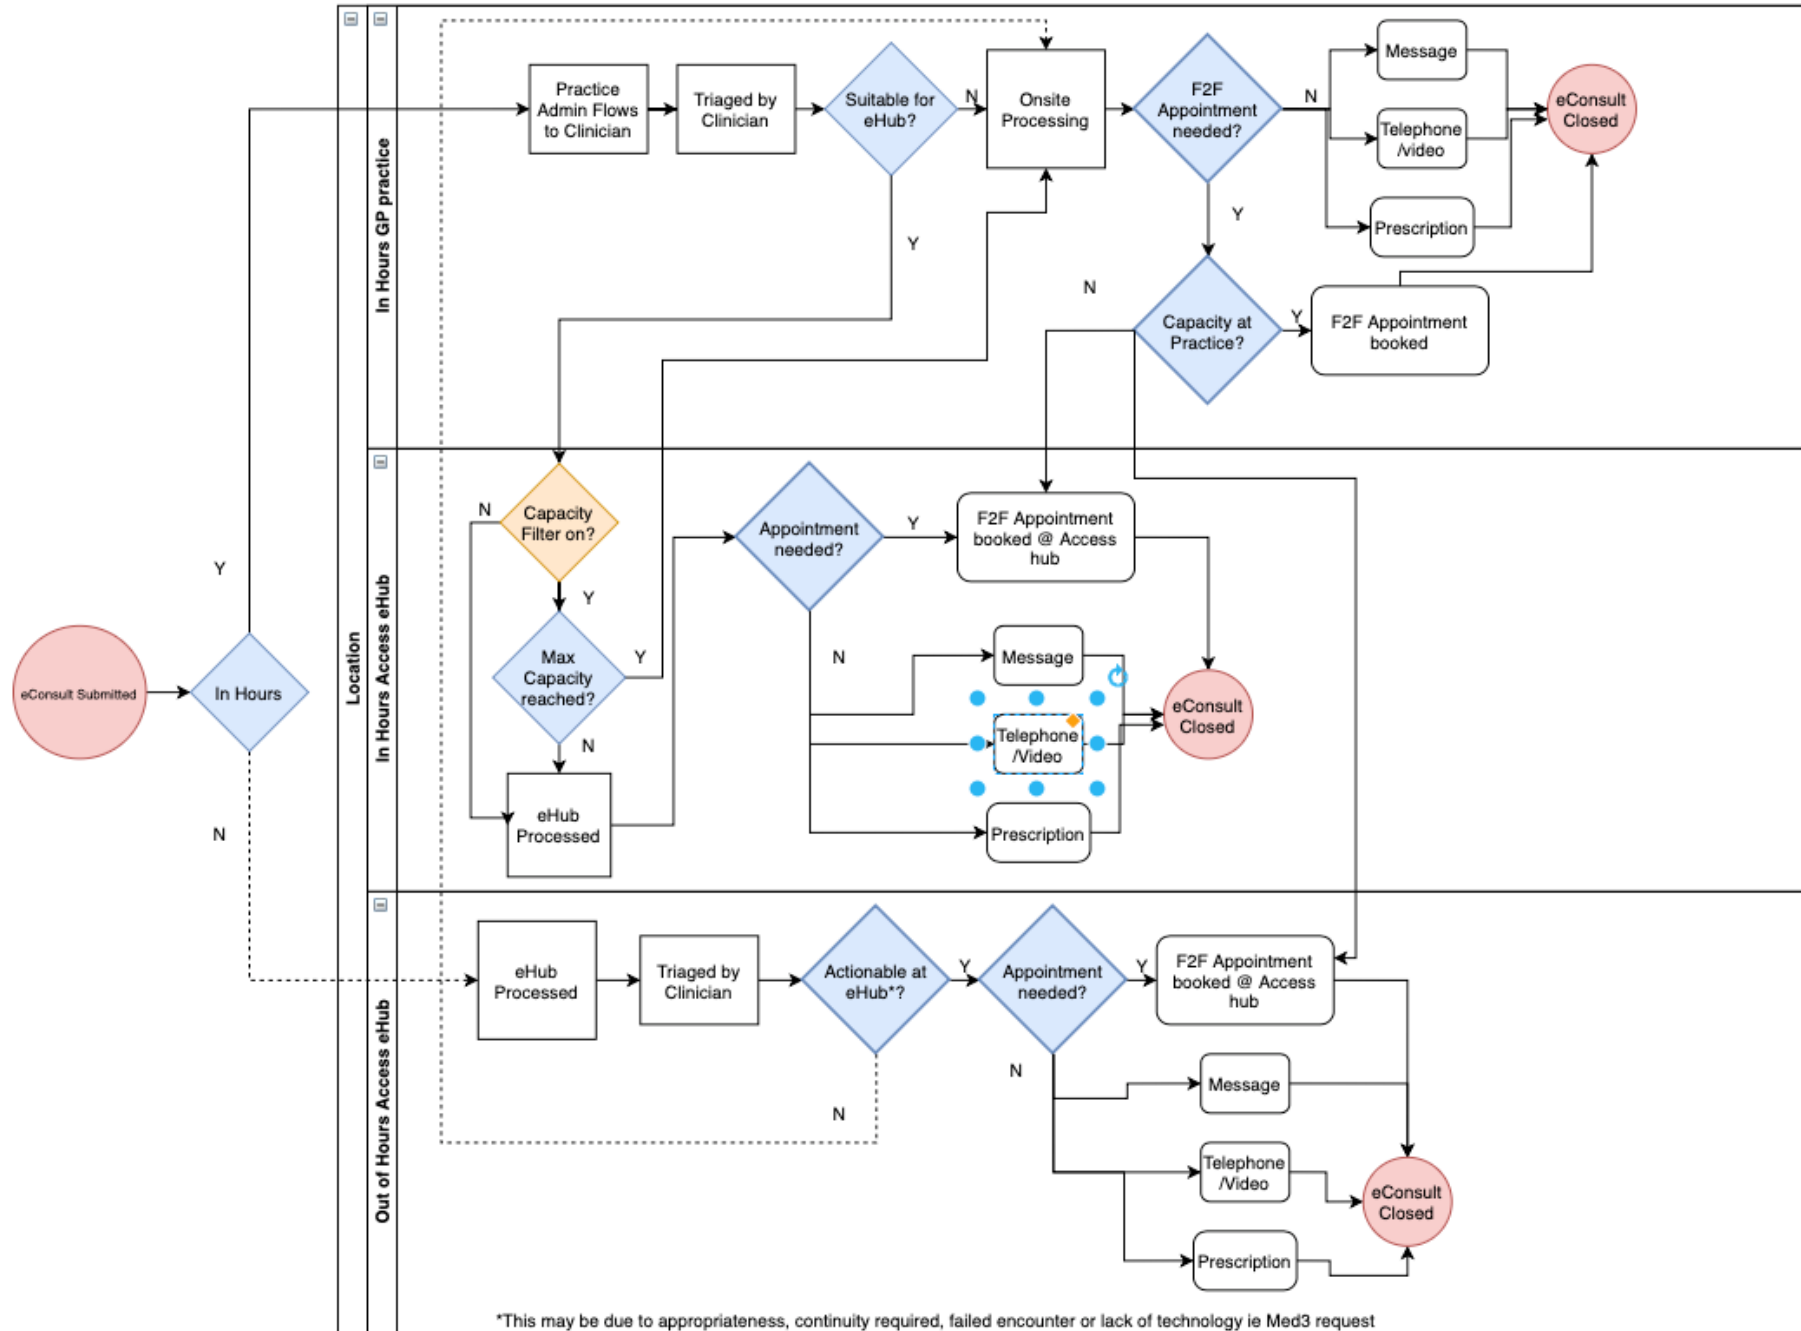 eConsult Submitted
In Hours
Y
N
Location
In Hours GP practice
Practice
Admin Flows
to Clinician
Triaged by
Clinician
Suitable for
eHub?
N
Y
Onsite
Processing
F2F
Appointment
needed?
N
Y
Message
Telephone
/video
Prescription
eConsult
Closed
Capacity at
Practice?
N
Y
F2F Appointment
booked
In Hours Access eHub
Capacity
Filter on?
N
Y
Max
Capacity
reached?
Y
N
eHub
Processed
Appointment
needed?
Y
N
F2F Appointment
booked @ Access
hub
Message
Telephone
/Video
Prescription
eConsult
Closed
Out of Hours Access eHub
eHub
Processed
Triaged by
Clinician
Actionable at
eHub*?
Y
N
Appointment
needed?
Y
N
F2F Appointment
booked @ Access
hub
Message
Telephone
/Video
Prescription
eConsult
Closed
*This may be due to appropriateness, continuity required, failed encounter or lack of technology ie Med3 request